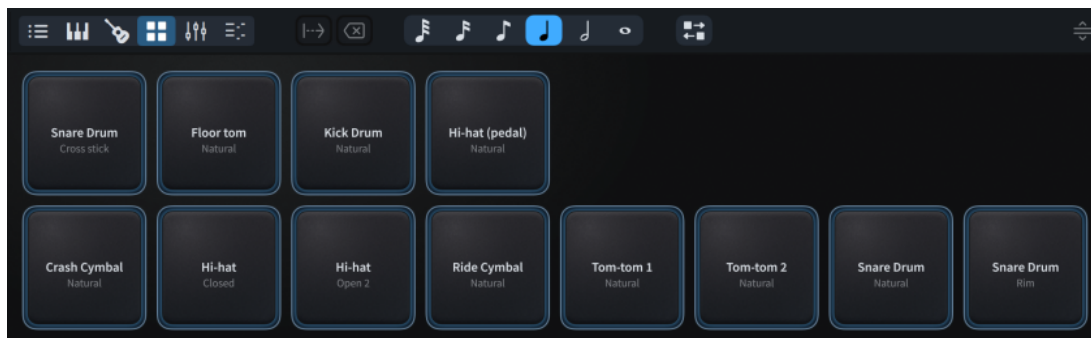 Snare Drum
Cross stick
Floor tom
Natural
Kick Drum
Natural
Hi-hat (pedal)
Natural
Crash Cymbal
Natural
Hi-hat
Closed
Hi-hat
Open 2
Ride Cymbal
Natural
Tom-tom 1
Natural
Tom-tom 2
Natural
Snare Drum
Natural
Snare Drum
Rim